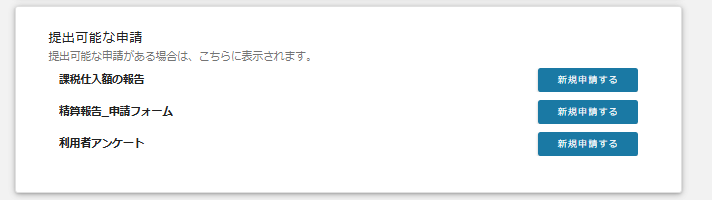 提出可能な申請
提出可能な申請がある場合は、こちらに表示されます。
課税仕入額の報告 新規申請する
精算報告_申請フォーム 新規申請する
利用者アンケート 新規申請する